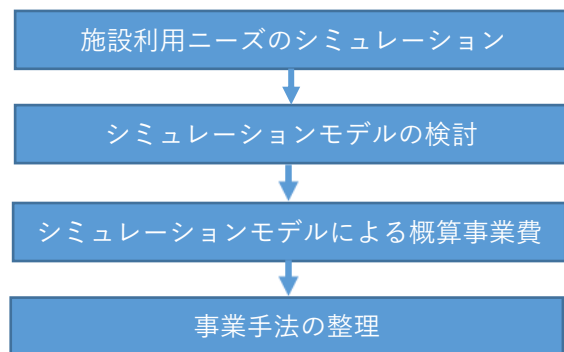 施設利用ニーズのシミュレーション
シミュレーションモデルの検討
シミュレーションモデルによる概算事業費
事業手法の整理